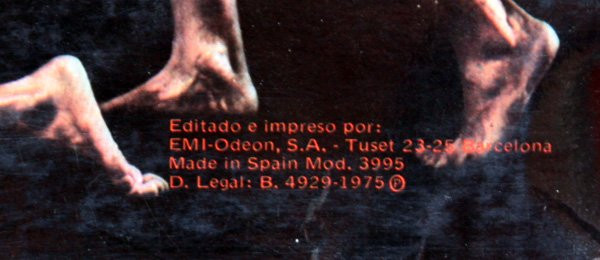 Editado e impreso por:
EMI-Odeon, S.A. - Tuset 23-25 Barcelona
Made in Spain Mod. 3995
D. Legal: B. 4929-1975 Ⓟ